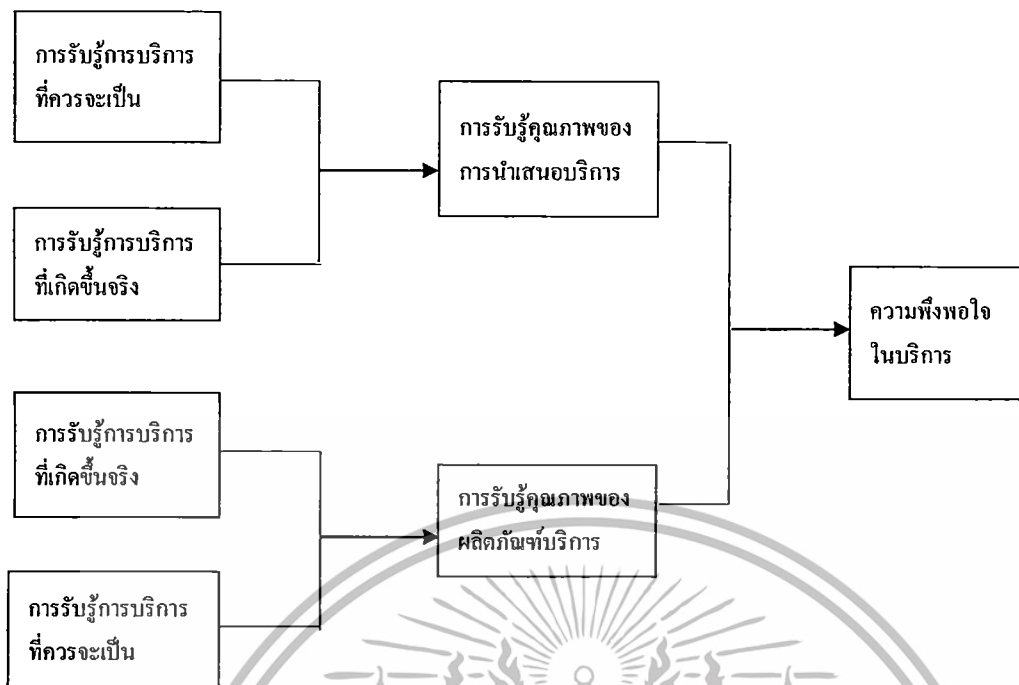 การรับรู้การบริการ
ที่ควรจะเป็น
การรับรู้คุณภาพของ
การนำเสนอบริการ
การรับรู้การบริการ
ที่เกิดขึ้นจริง
ความพึงพอใจ
ในบริการ
การรับรู้การบริการ
ที่เกิดขึ้นจริง
การรับรู้คุณภาพของ
ผลิตภัณฑ์บริการ
การรับรู้การบริการ
ที่ควรจะเป็น